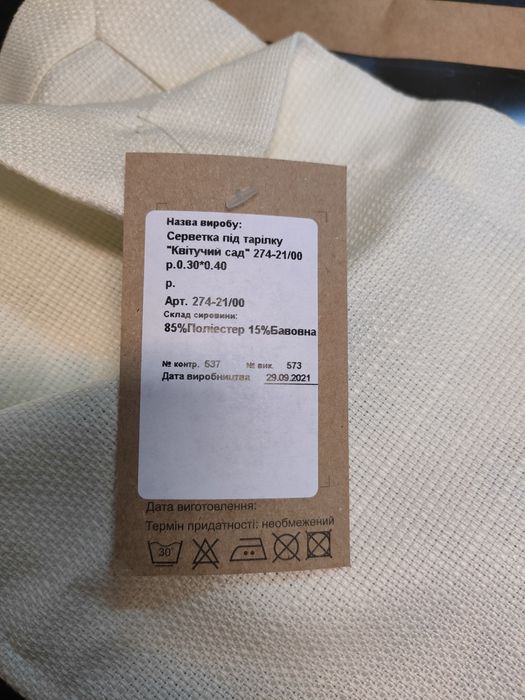 Назва виробу:
Серветка під тарілку
"Квітучий сад" 274-21/00
р.0.30*0.40
р.
Арт. 274-21/00
Склад сировини:
85%Поліестер 15%Бавовна
№ контр. 537 № вик. 573
Дата виробництва 29.09.2021
Дата виготовлення:
Термін придатності: необмежений
30°